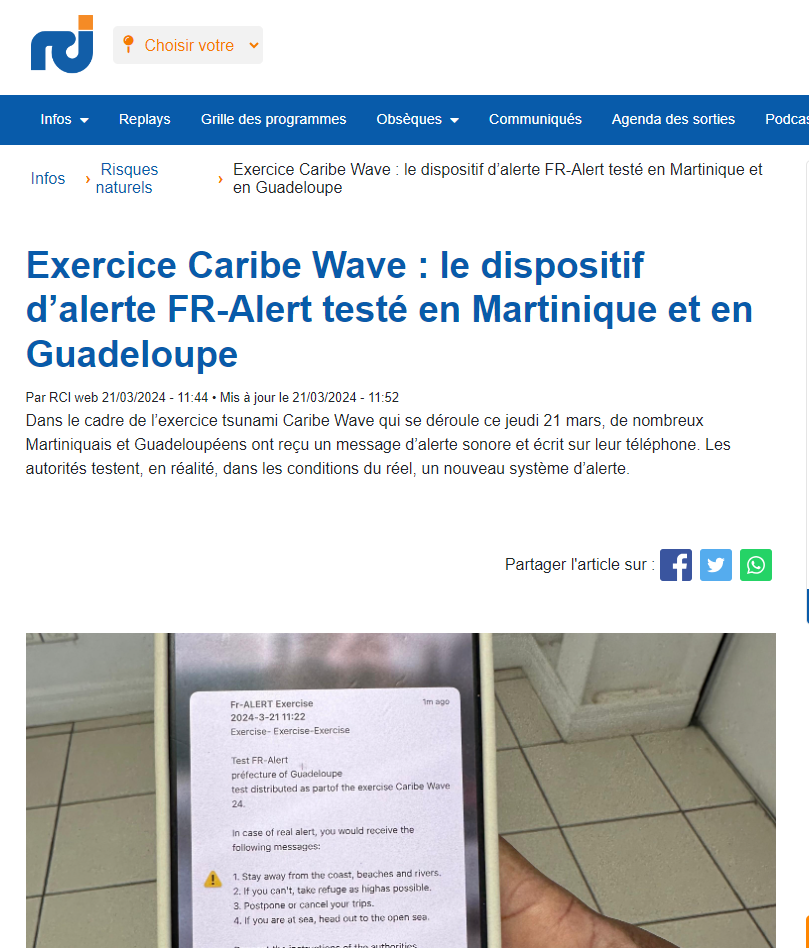 rci
Choisir votre
Infos Replays Grille des programmes Obsèques Communiqués Agenda des sorties Podcas
Infos › Risques naturels › Exercice Caribe Wave : le dispositif d’alerte FR-Alert testé en Martinique et
en Guadeloupe
Exercice Caribe Wave : le dispositif
d’alerte FR-Alert testé en Martinique et en
Guadeloupe
Par RCI web 21/03/2024 - 11:44 • Mis à jour le 21/03/2024 - 11:52
Dans le cadre de l’exercice tsunami Caribe Wave qui se déroule ce jeudi 21 mars, de nombreux
Martiniquais et Guadeloupéens ont reçu un message d’alerte sonore et écrit sur leur téléphone. Les
autorités testent, en réalité, dans les conditions du réel, un nouveau système d’alerte.
Partager l'article sur :
Fr-ALERT Exercise 1m ago
2024-3-21 11:22
Exercise- Exercise-Exercise
Test FR-Alert
préfecture of Guadeloupe
test distributed as partof the exercise Caribe Wave
24.
In case of real alert, you would receive the
following messages:
1. Stay away from the coast, beaches and rivers.
2. If you can't, take refuge as highas possible.
3. Postpone or cancel your trips.
4. If you are at sea, head out to the open sea.
the instructions of the authorities